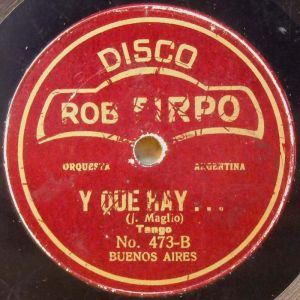 DISCO
ROB FIRPO
ORQUESTA ARGENTINA
Y QUE HAY...
(J. Maglio)
Tango
No. 473-B
BUENOS AIRES